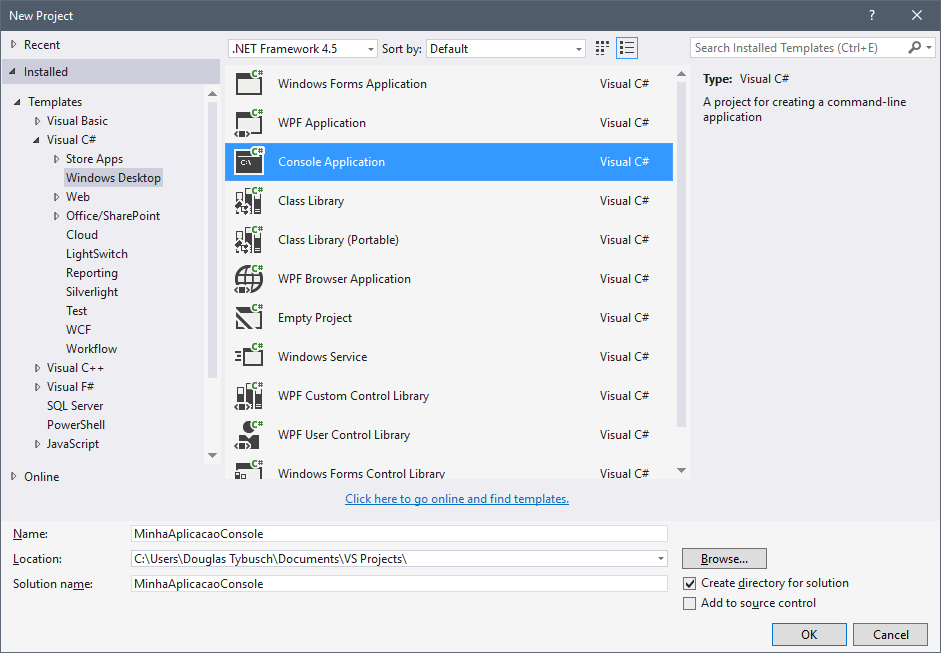 New Project
Recent
.NET Framework 4.5
Sort by:
Default
Search Installed Templates (Ctrl+E)
Installed
Templates
Visual Basic
Visual C#
Store Apps
Windows Desktop
Web
Office/SharePoint
Cloud
LightSwitch
Reporting
Silverlight
Test
WCF
Workflow
Visual C++
Visual F#
SQL Server
PowerShell
JavaScript
Online
Windows Forms Application Visual C#
WPF Application Visual C#
Console Application Visual C#
Class Library Visual C#
Class Library (Portable) Visual C#
WPF Browser Application Visual C#
Empty Project Visual C#
Windows Service Visual C#
WPF Custom Control Library Visual C#
WPF User Control Library Visual C#
Windows Forms Control Library Visual C#
Click here to go online and find templates.
Type: Visual C#
A project for creating a command-line
application
Name: MinhaAplicacaoConsole
Location: C:\Users\Douglas Tybusch\Documents\VS Projects\
Browse...
Solution name: MinhaAplicacaoConsole
Create directory for solution
Add to source control
OK
Cancel